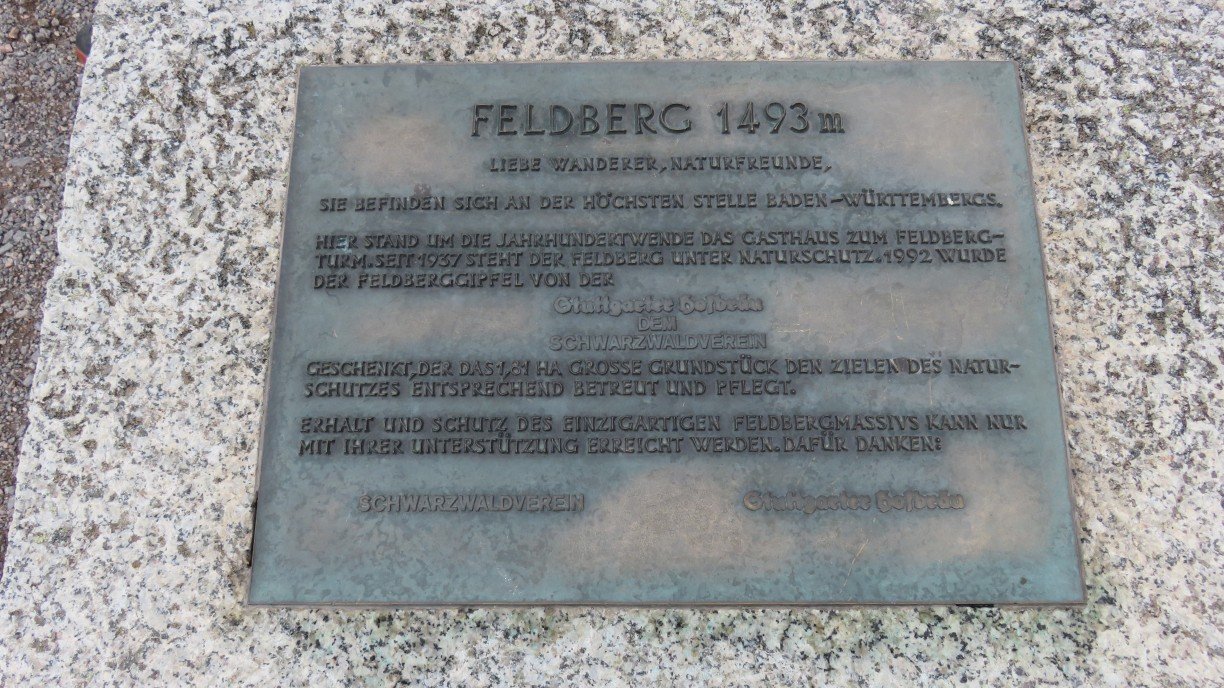 FELDBERG 1493 m
LIEBE WANDERER, NATURFREUNDE,
SIE BEFINDEN SICH AN DER HÖCHSTEN STELLE BADEN-WÜRTTEMBERGS.
HIER STAND UM DIE JAHRHUNDERTWENDE DAS GASTHAUS ZUM FELDBERG-
TURM. SEIT 1937 STEHT DER FELDBERG UNTER NATURSCHUTZ. 1992 WURDE
DER FELDBERGGIPFEL VON DER
Stuttgarter Hofbräu
DEM
SCHWARZWALDVEREIN
GESCHENKT, DER DAS 1,81 HA GROSSE GRUNDSTÜCK DEN ZIELEN DES NATUR-
SCHUTZES ENTSPRECHEND BETREUT UND PFLEGT.
ERHALT UND SCHUTZ DES EINZIGARTIGEN FELDBERGMASSIVS KANN NUR
MIT IHRER UNTERSTÜTZUNG ERREICHT WERDEN. DAFÜR DANKEN:
SCHWARZWALDVEREIN Stuttgarter Hofbräu